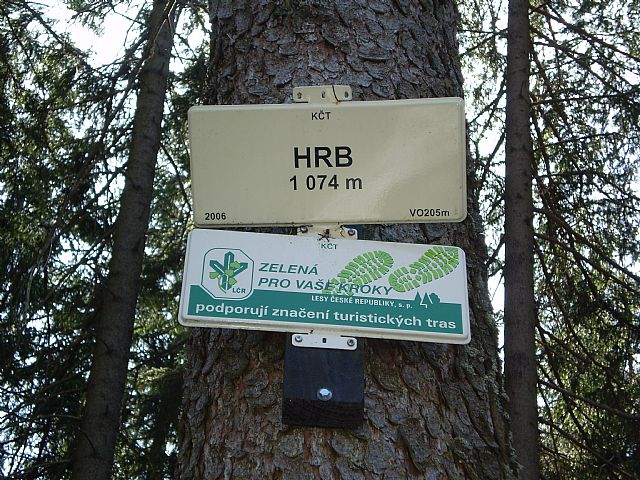 KČT
HRB
1 074 m
2006 VO205m
KČT
ZELENÁ
PRO VAŠE KROKY
LČR
LESY ČESKÉ REPUBLIKY, s. p.
podporují značení turistických tras